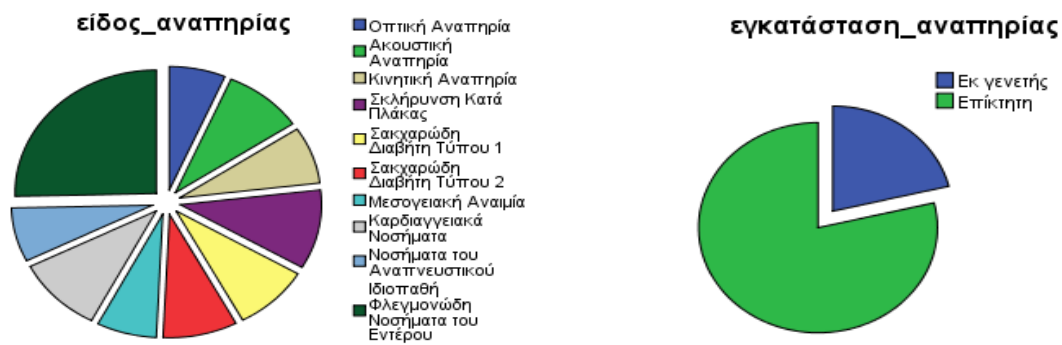 είδος_αναπηρίας
Οπτική Αναπηρία
Ακουστική
Αναπηρία
Κινητική Αναπηρία
Σκλήρυνση Κατά
Πλάκας
Σακχαρώδη
Διαβήτη Τύπου 1
Σακχαρώδη
Διαβήτη Τύπου 2
Μεσογειακή Αναιμία
Καρδιαγγειακά
Νοσήματα
Νοσήματα του
Αναπνευστικού
Ιδιοπαθή
Φλεγμονώδη
Νοσήματα του
Εντέρου
εγκατάσταση_αναπηρίας
Εκ γενετής
Επίκτητη